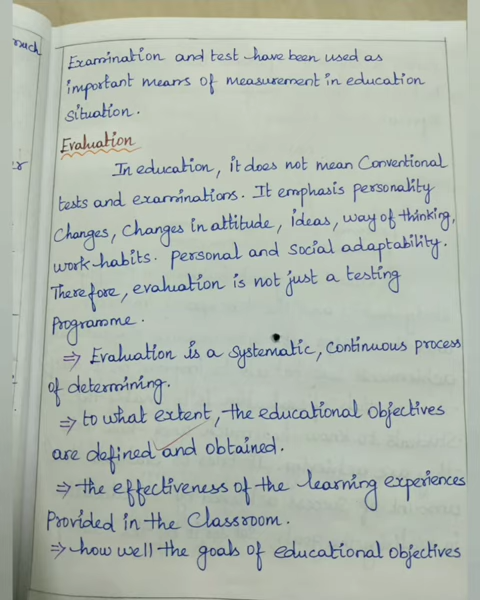 Examination and test have been used as
important means of measurement in education
situation.
Evaluation
In education, it does not mean Conventional
tests and examinations. It emphasis personality
Changes, Changes in attitude, ideas, way of thinking,
work-habits. personal and social adaptability.
Therefore, evaluation is not just a testing
Programme.
⇒ Evaluation is a systematic, continuous process
of determining.
⇒ to what extent, the educational objectives
are defined and obtained.
⇒ the effectiveness of the learning experiences
Provided in the Classroom.
⇒ how well the goals of educational objectives